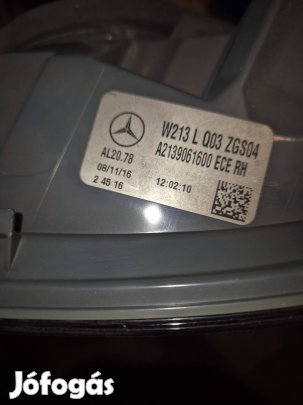 W213 L Q03 ZGS04
A2139061600 ECE RH
AL20.78
08/11/16
2 45 16
12:02:10
Jófogás